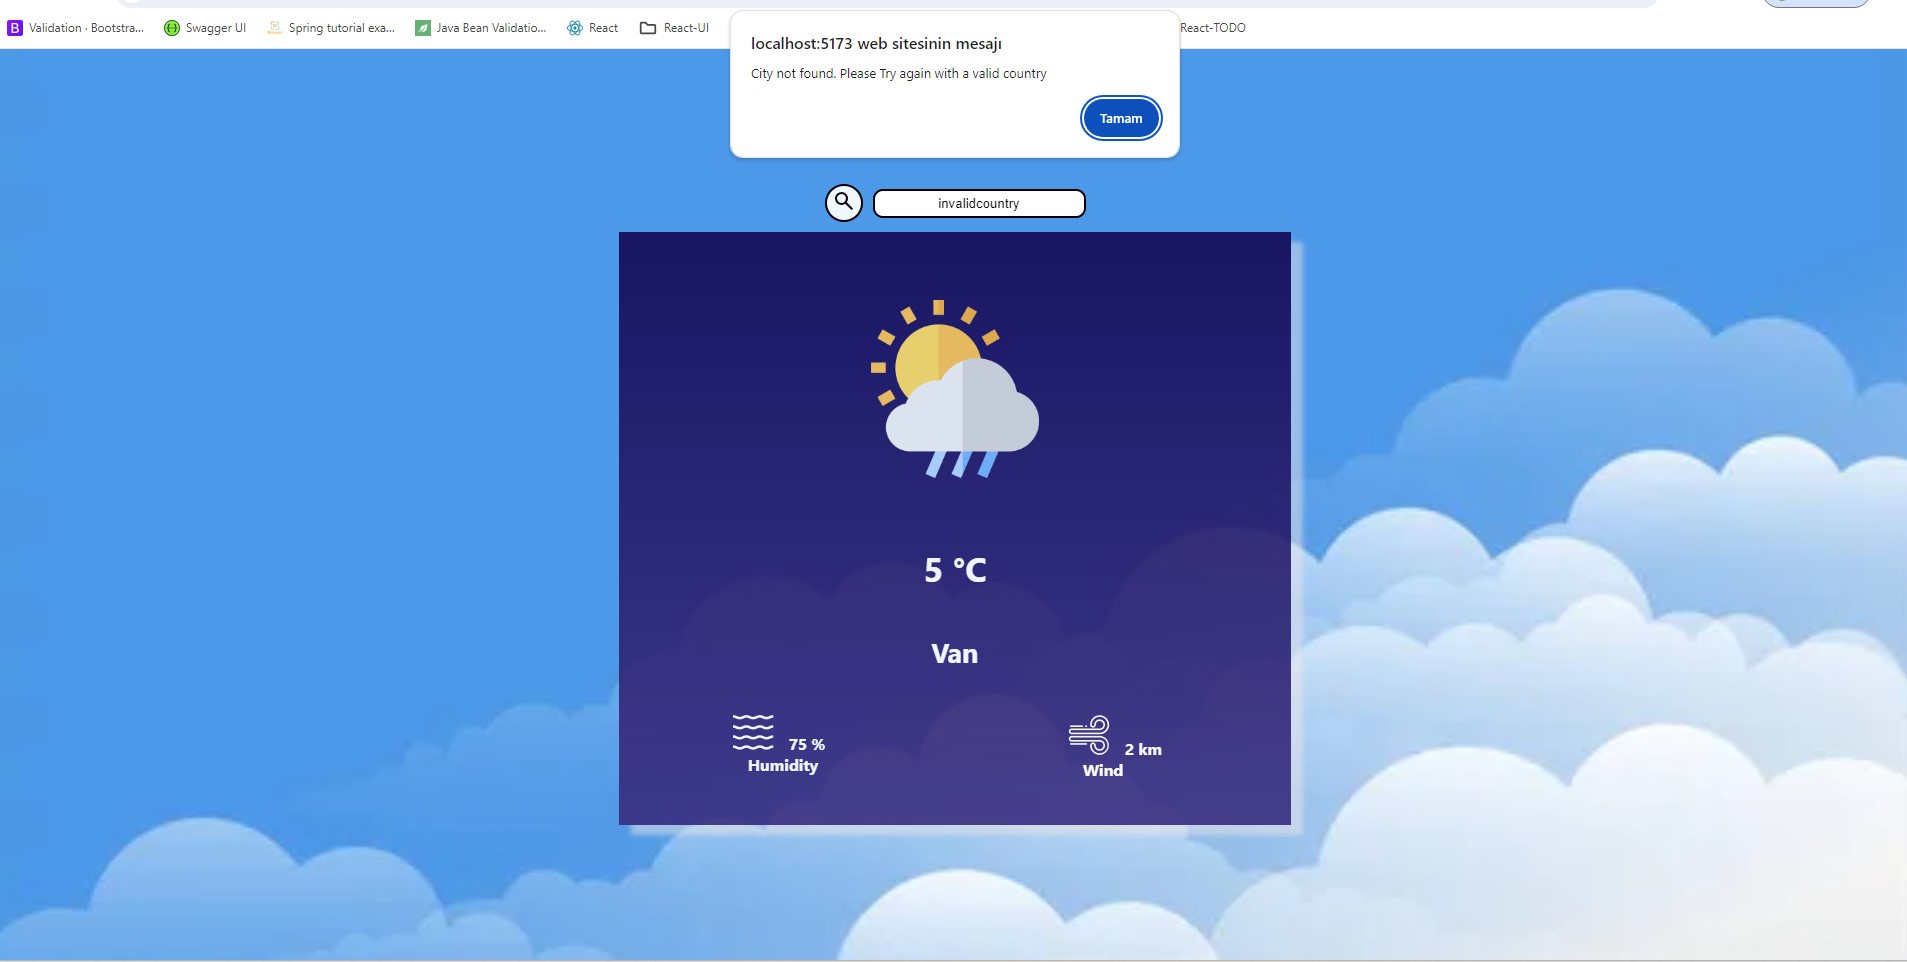 B Validation · Bootstra... Swagger UI Spring tutorial exa... Java Bean Validatio... React React-UI React-TODO
localhost:5173 web sitesinin mesajı
City not found. Please Try again with a valid country
Tamam
invalidcountry
5 °C
Van
75 %
Humidity
2 km
Wind